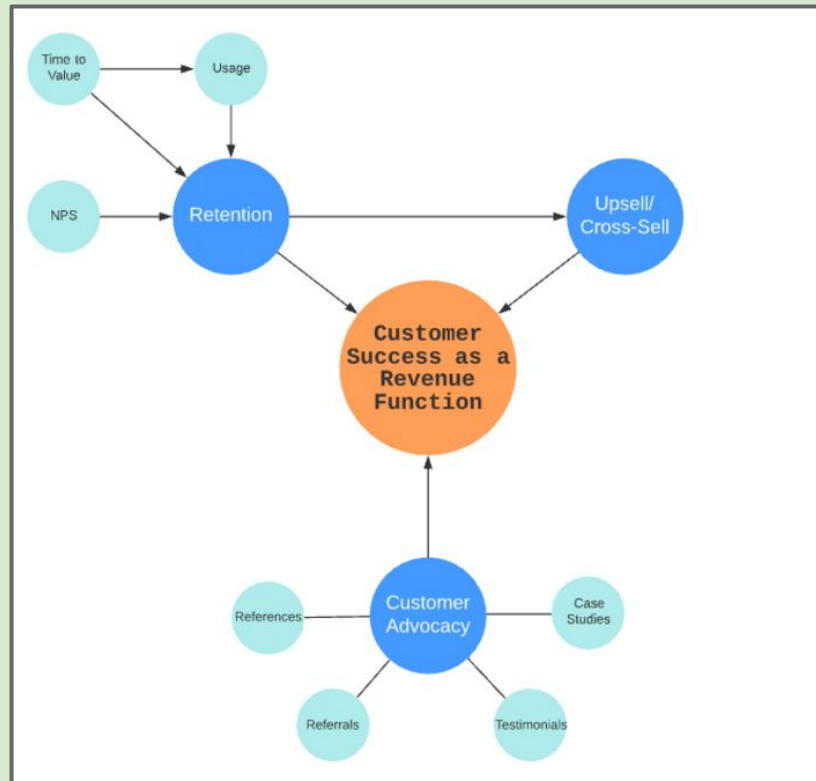 Time to
Value
Usage
NPS
Retention
Upsell/
Cross-Sell
Customer
Success as a
Revenue
Function
Customer
Advocacy
References
Case
Studies
Referrals
Testimonials